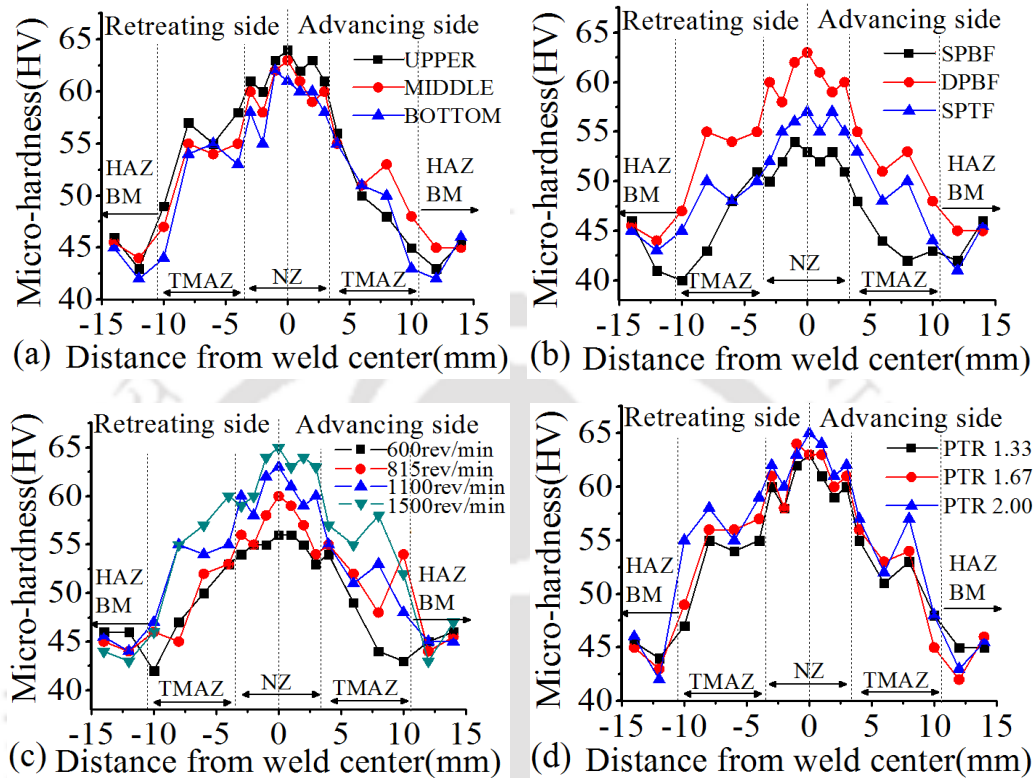 Retreating side
Advancing side
65
UPPER
MIDDLE
BOTTOM
60
55
50
45
40
HAZ
BM
HAZ
BM
TMAZ
NZ
TMAZ
-15 -10 -5 0 5 10 15
Micro-hardness(HV)
(a) Distance from weld center(mm)
Retreating side
Advancing side
65
SPBF
DPBF
SPTF
60
55
50
45
40
HAZ
BM
HAZ
BM
TMAZ
NZ
TMAZ
-15 -10 -5 0 5 10 15
Micro-hardness(HV)
(b) Distance from weld center(mm)
Retreating side
Advancing side
65
600rev/min
815rev/min
1100rev/min
1500rev/min
60
55
50
45
40
HAZ
BM
HAZ
BM
TMAZ
NZ
TMAZ
-15 -10 -5 0 5 10 15
Micro-hardness(HV)
(c) Distance from weld center(mm)
Retreating side
Advancing side
65
PTR 1.33
PTR 1.67
PTR 2.00
60
55
50
45
40
HAZ
BM
HAZ
BM
TMAZ
NZ
TMAZ
-15 -10 -5 0 5 10 15
Micro-hardness(HV)
(d) Distance from weld center(mm)